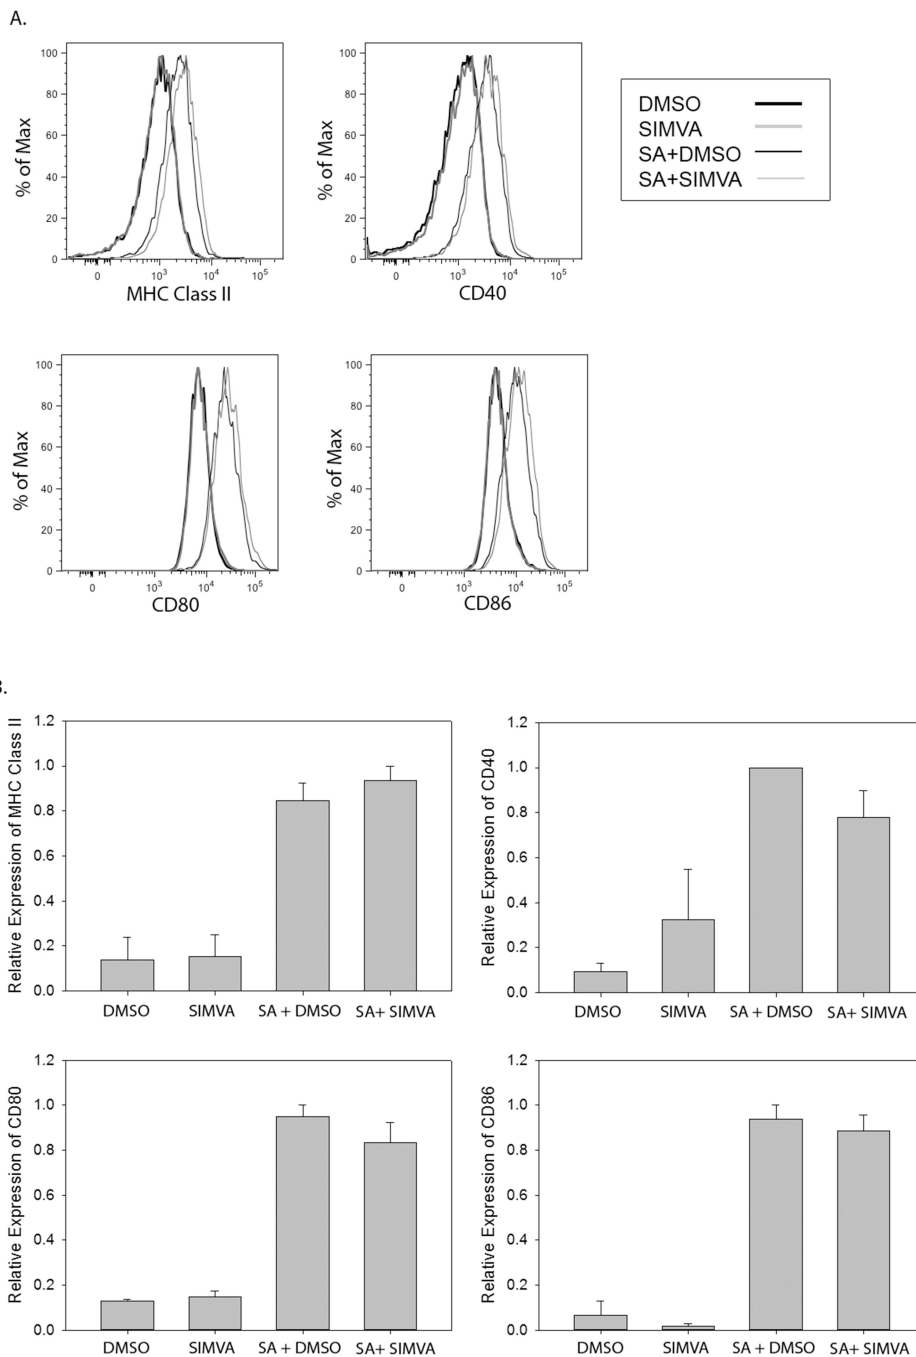 A.
100
80
60
40
20
0
% of Max
0 10³ 10⁴ 10⁵
MHC Class II
100
80
60
40
20
0
% of Max
0 10³ 10⁴ 10⁵
CD40
DMSO
SIMVA
SA+DMSO
SA+SIMVA
100
80
60
40
20
0
% of Max
0 10³ 10⁴ 10⁵
CD80
100
80
60
40
20
0
% of Max
0 10³ 10⁴ 10⁵
CD86
Relative Expression of MHC Class II
1.2
1.0
0.8
0.6
0.4
0.2
0.0
DMSO SIMVA SA + DMSO SA+ SIMVA
Relative Expression of CD40
1.2
1.0
0.8
0.6
0.4
0.2
0.0
DMSO SIMVA SA + DMSO SA+ SIMVA
Relative Expression of CD80
1.2
1.0
0.8
0.6
0.4
0.2
0.0
DMSO SIMVA SA + DMSO SA+ SIMVA
Relative Expression of CD86
1.2
1.0
0.8
0.6
0.4
0.2
0.0
DMSO SIMVA SA + DMSO SA+ SIMVA